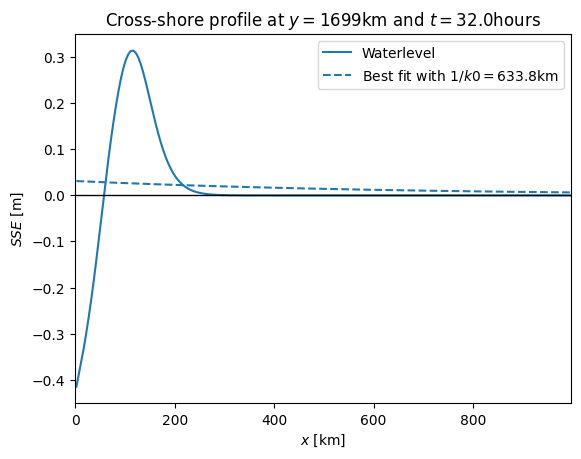 Cross-shore profile at y = 1699km and t = 32.0hours
Waterlevel
Best fit with 1/k0 = 633.8km
0.3
0.2
0.1
0.0
−0.1
−0.2
−0.3
−0.4
SSE [m]
0 200 400 600 800
x [km]